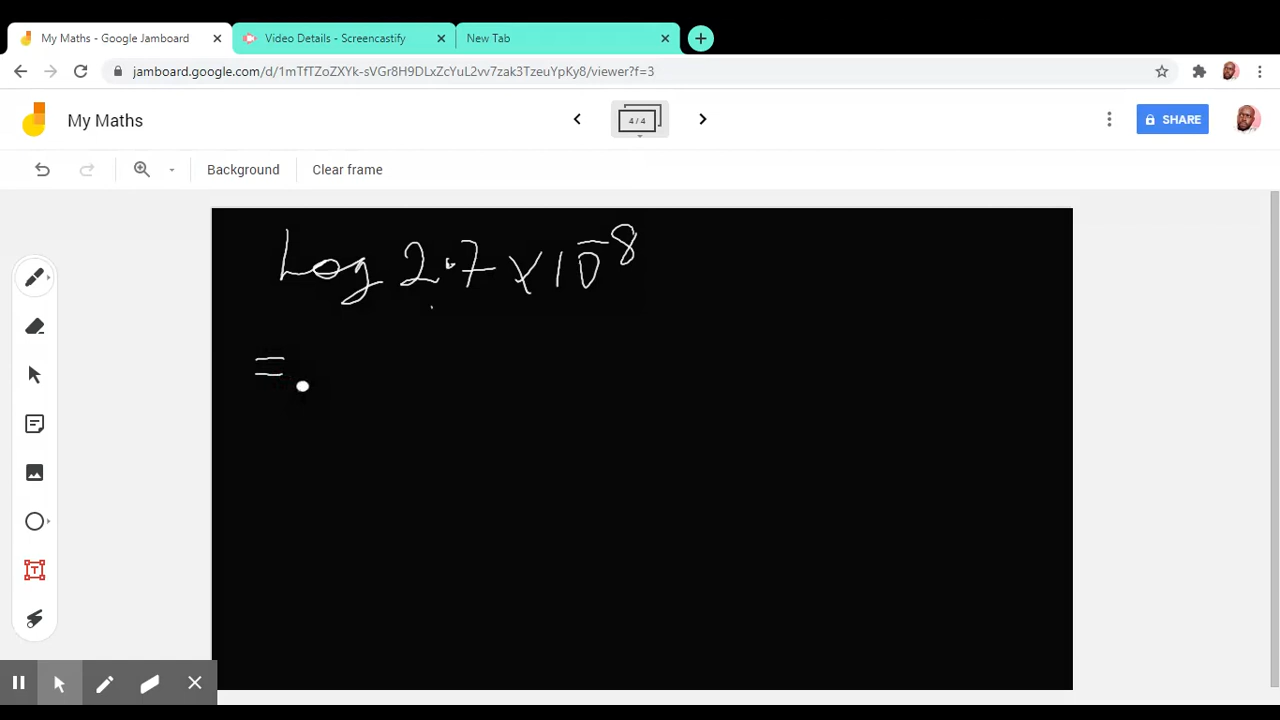 My Maths - Google Jamboard
Video Details - Screencastify
New Tab
jamboard.google.com/d/1mTfTZoZXYk-sVGr8H9DLxZcYuL2vv7zak3TzeuYpKy8/viewer?f=3
My Maths
4 / 4
SHARE
Background
Clear frame
Log 2.7 × 10⁻⁸
=